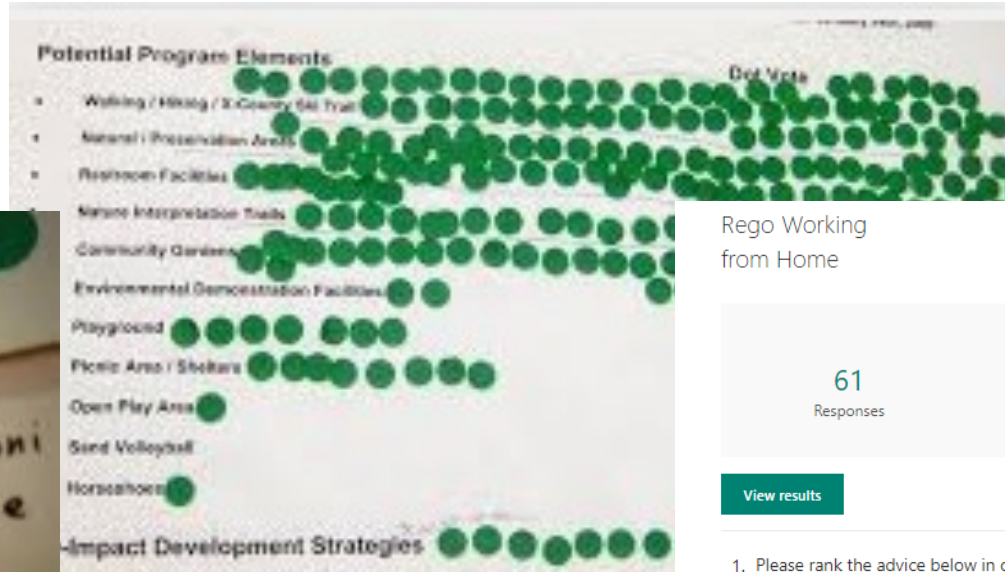 Potential Program Elements
Dot Vote
Walking / Hiking / X-Country Ski Trail
Natural / Preservation Areas
Restroom Facilities
Nature Interpretation Trails
Community Gardens
Environmental Demonstration Facilities
Playground
Picnic Area / Shelters
Open Play Area
Sand Volleyball
Horseshoes
-Impact Development Strategies
ni
e
Rego Working
from Home
61
Responses
View results
1. Please rank the advice below in